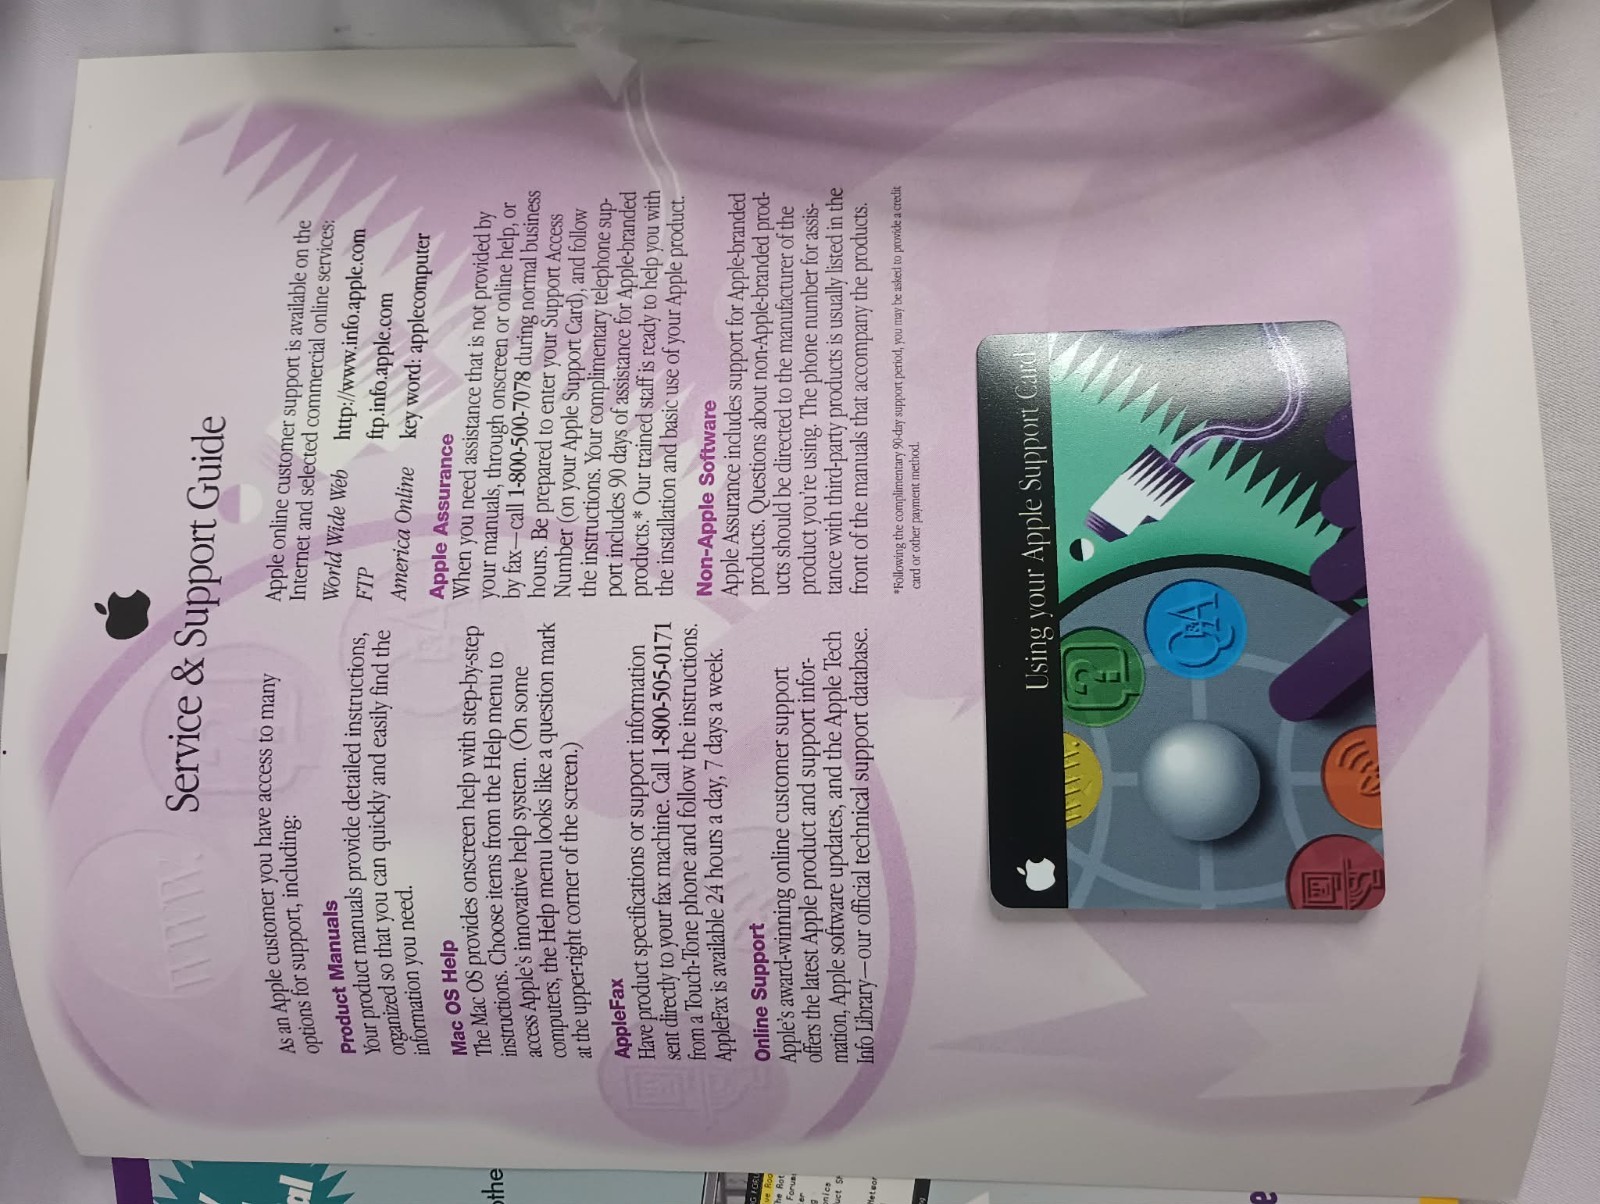 Service & Support Guide
As an Apple customer you have access to many
options for support, including:
Product Manuals
Your product manuals provide detailed instructions,
organized so that you can quickly and easily find the
information you need.
Mac OS Help
The Mac OS provides onscreen help with step-by-step
instructions. Choose items from the Help menu to
access Apple's innovative help system. (On some
computers, the Help menu looks like a question mark
at the upper-right corner of the screen.)
AppleFax
Have product specifications or support information
sent directly to your fax machine. Call 1-800-505-0171
from a Touch-Tone phone and follow the instructions.
AppleFax is available 24 hours a day, 7 days a week.
Online Support
Apple's award-winning online customer support
offers the latest Apple product and support infor-
mation, Apple software updates, and the Apple Tech
Info Library—our official technical support database.
Apple online customer support is available on the
Internet and selected commercial online services:
World Wide Web http://www.info.apple.com
FTP ftp.info.apple.com
America Online key word: applecomputer
Apple Assurance
When you need assistance that is not provided by
your manuals, through onscreen or online help, or
by fax—call 1-800-500-7078 during normal business
hours. Be prepared to enter your Support Access
Number (on your Apple Support Card), and follow
the instructions. Your complimentary telephone sup-
port includes 90 days of assistance for Apple-branded
products.* Our trained staff is ready to help you with
the installation and basic use of your Apple product.
Non-Apple Software
Apple Assurance includes support for Apple-branded
products. Questions about non-Apple-branded prod-
ucts should be directed to the manufacturer of the
product you're using. The phone number for assis-
tance with third-party products is usually listed in the
front of the manuals that accompany the products.
*Following the complimentary 90-day support period, you may be asked to provide a credit
card or other payment method.
Using your Apple Support Card
WWW.
?
Q&A
WWW.
Q&A